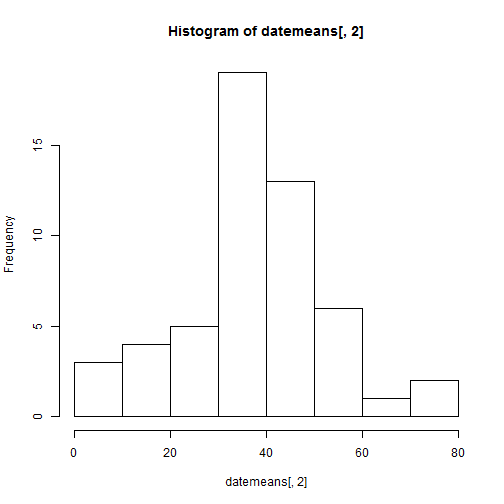 Histogram of datemeans[, 2]
Frequency
15
10
5
0
0 20 40 60 80
datemeans[, 2]